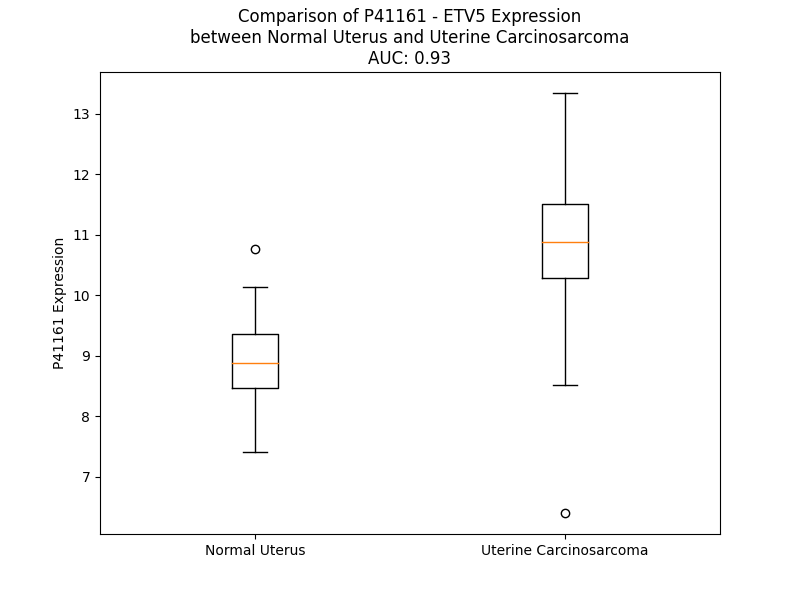 Comparison of P41161 - ETV5 Expression
between Normal Uterus and Uterine Carcinosarcoma
AUC: 0.93
13
12
11
10
9
8
7
P41161 Expression
Normal Uterus
Uterine Carcinosarcoma